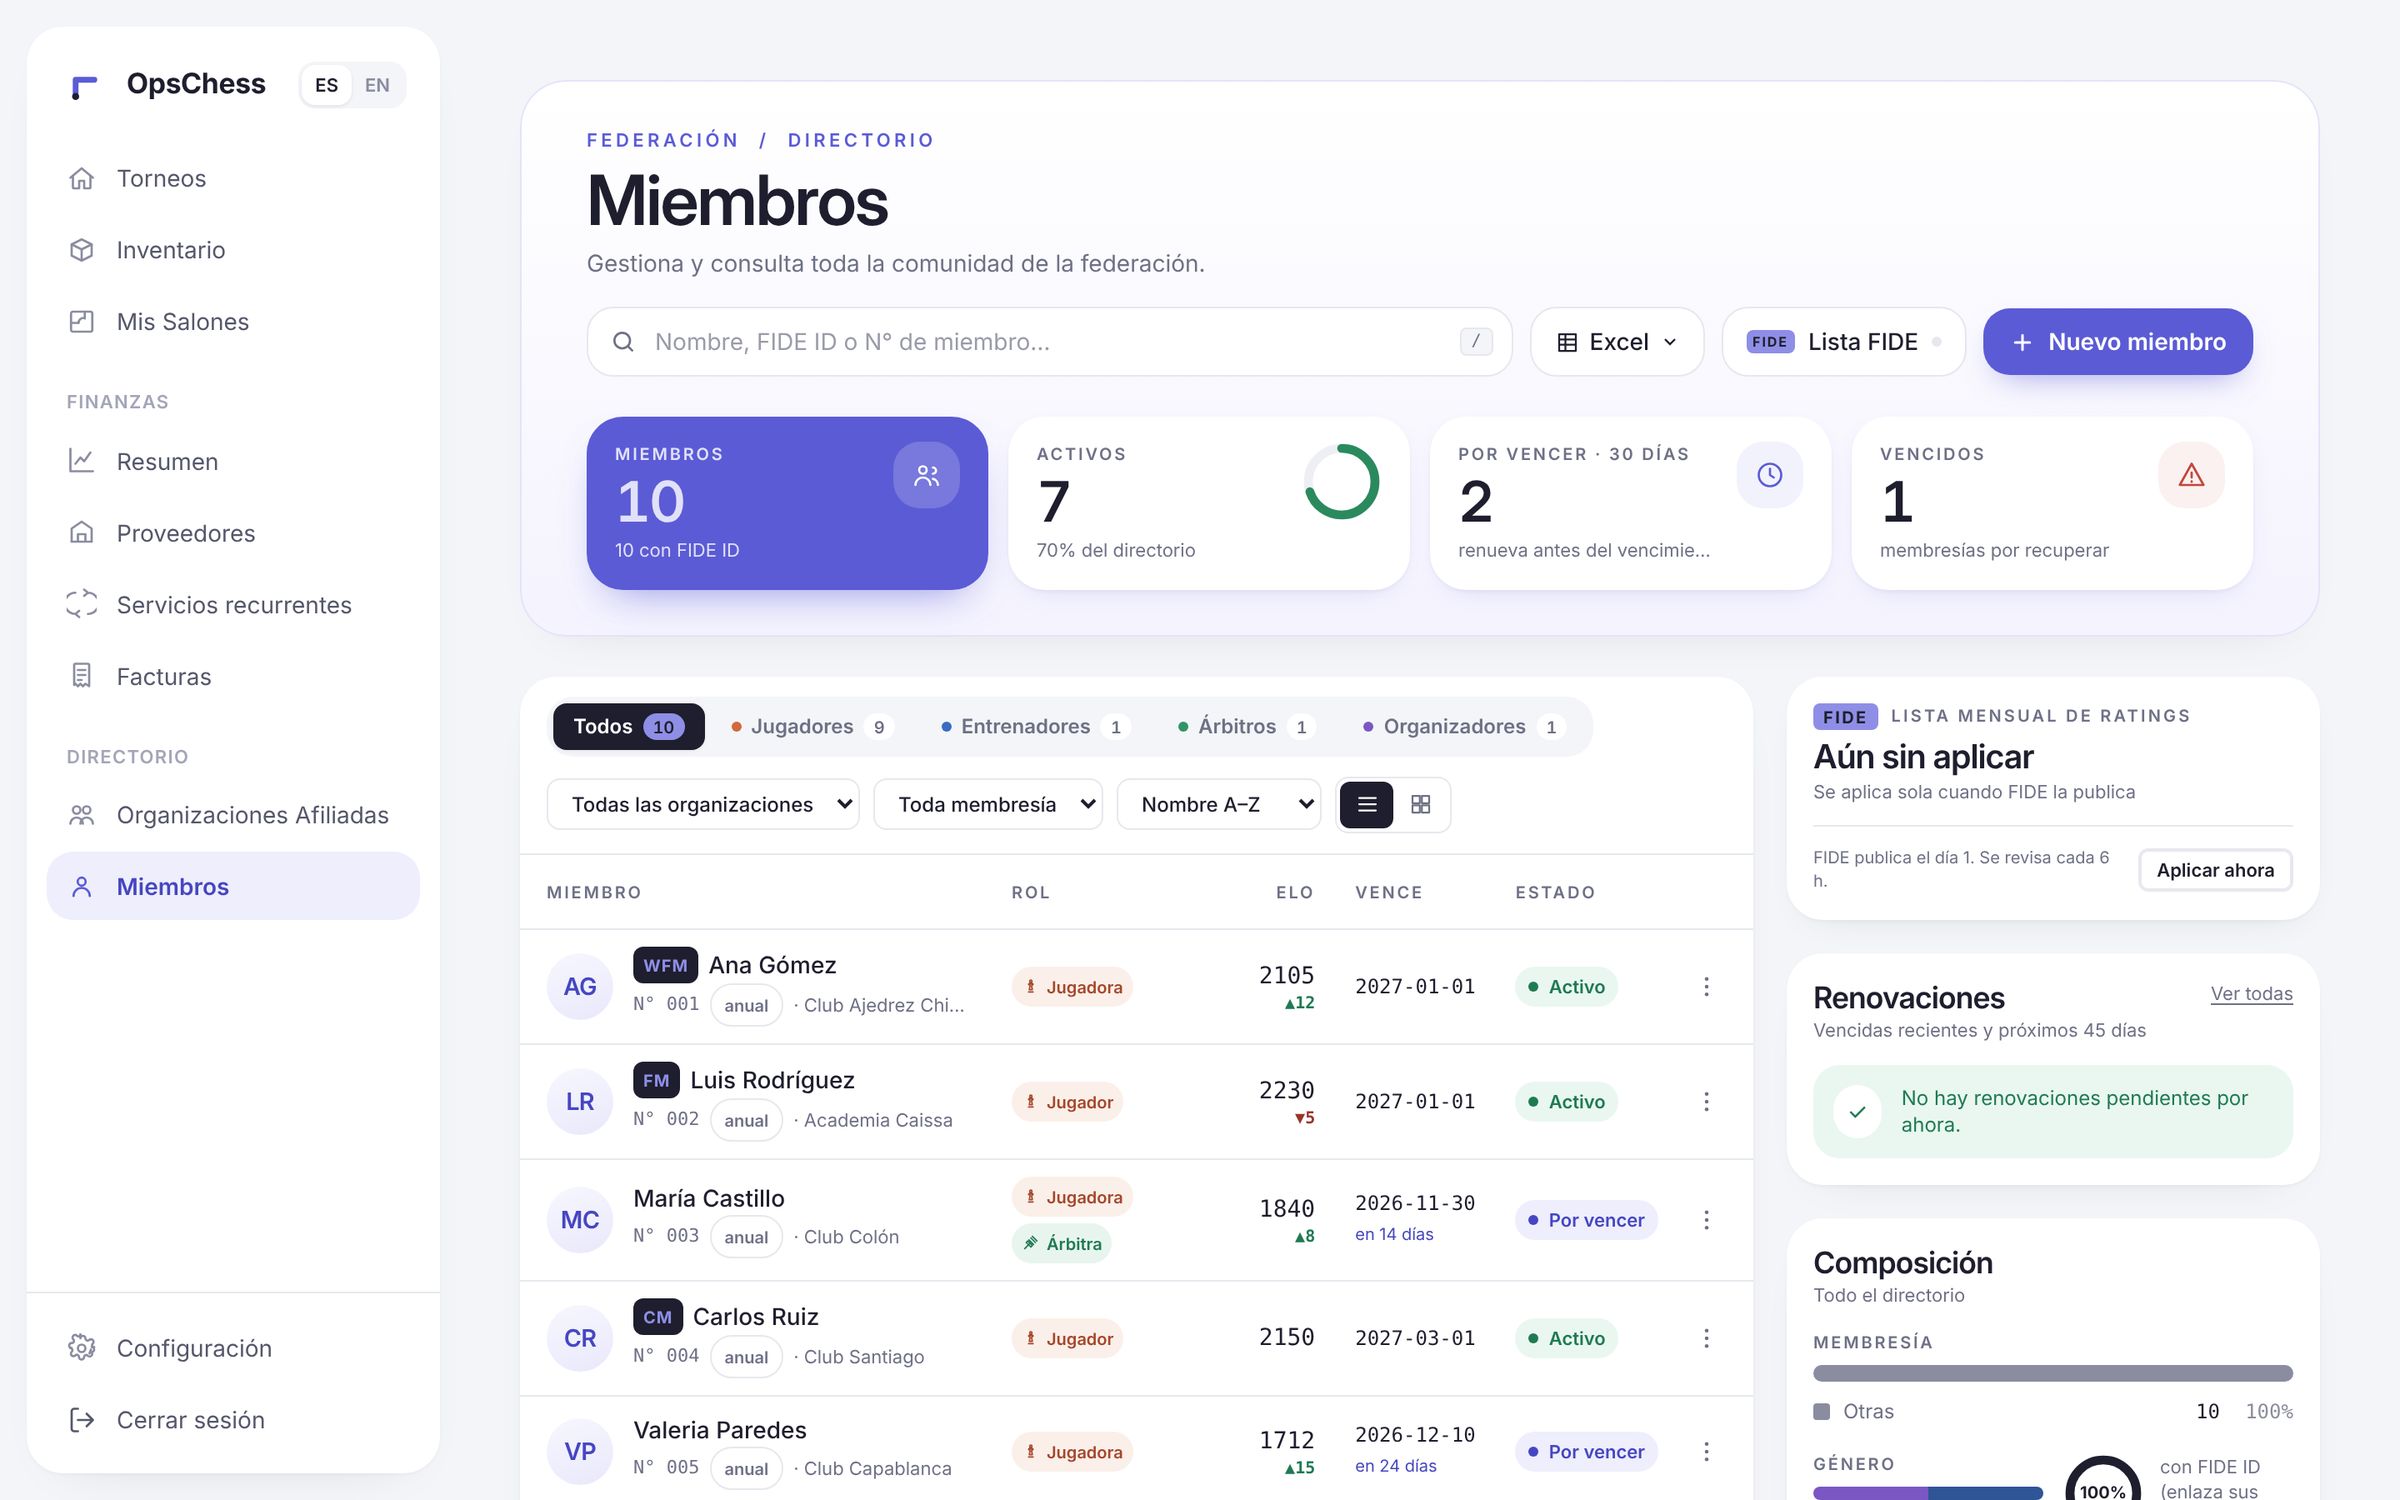 OpsChess
ES EN
Torneos
Inventario
Mis Salones
FINANZAS
Resumen
Proveedores
Servicios recurrentes
Facturas
DIRECTORIO
Organizaciones Afiliadas
Miembros
Configuración
Cerrar sesión
FEDERACIÓN / DIRECTORIO
Miembros
Gestiona y consulta toda la comunidad de la federación.
Nombre, FIDE ID o N° de miembro... /
Excel
FIDE Lista FIDE
+ Nuevo miembro
MIEMBROS
10
10 con FIDE ID
ACTIVOS
7
70% del directorio
POR VENCER · 30 DÍAS
2
renueva antes del vencimie...
VENCIDOS
1
membresías por recuperar
Todos 10 Jugadores 9 Entrenadores 1 Árbitros 1 Organizadores 1
Todas las organizaciones Toda membresía Nombre A–Z
MIEMBRO ROL ELO VENCE ESTADO
AG WFM Ana Gómez
N° 001 anual · Club Ajedrez Chi...
Jugadora
2105
▲12
2027-01-01
Activo
LR FM Luis Rodríguez
N° 002 anual · Academia Caissa
Jugador
2230
▼5
2027-01-01
Activo
MC María Castillo
N° 003 anual · Club Colón
Jugadora
Árbitra
1840
▲8
2026-11-30
en 14 días
Por vencer
CR CM Carlos Ruiz
N° 004 anual · Club Santiago
Jugador
2150
2027-03-01
Activo
VP Valeria Paredes
N° 005 anual · Club Capablanca
Jugadora
1712
▲15
2026-12-10
en 24 días
Por vencer
FIDE LISTA MENSUAL DE RATINGS
Aún sin aplicar
Se aplica sola cuando FIDE la publica
FIDE publica el día 1. Se revisa cada 6
h.
Aplicar ahora
Renovaciones
Ver todas
Vencidas recientes y próximos 45 días
No hay renovaciones pendientes por
ahora.
Composición
Todo el directorio
MEMBRESÍA
Otras 10 100%
GÉNERO
100%
con FIDE ID
(enlaza sus